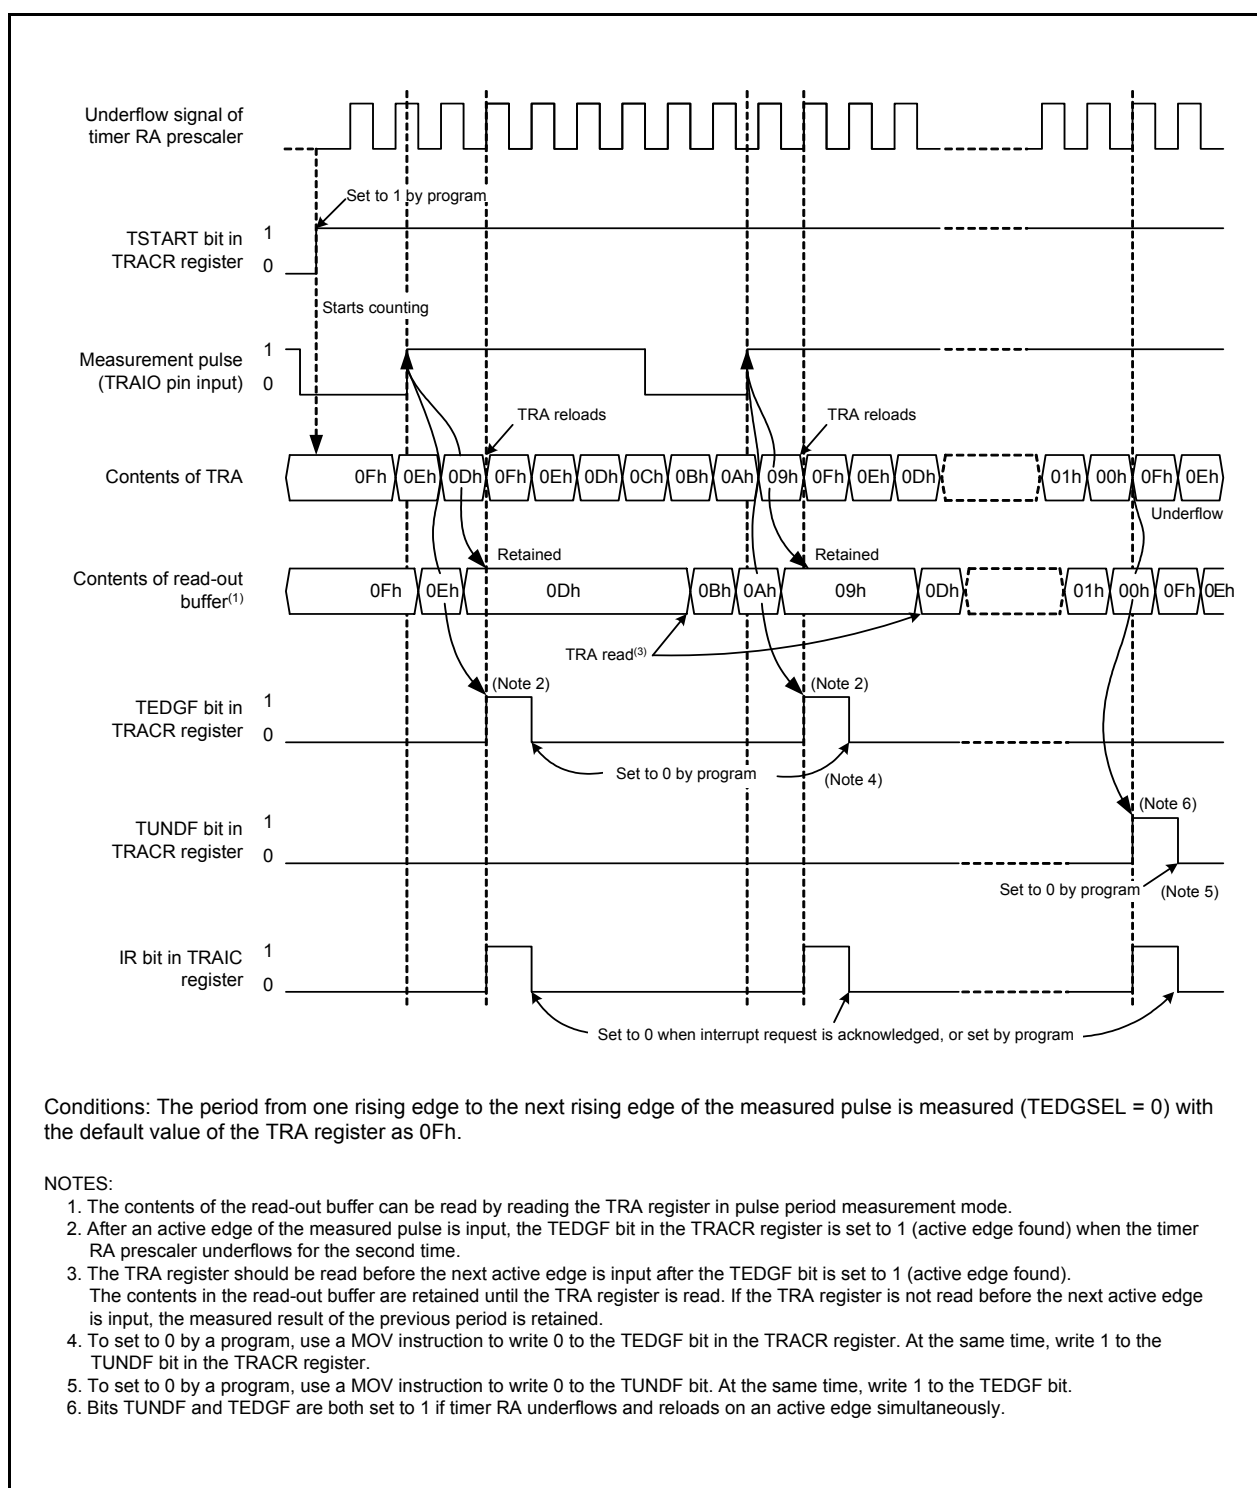 Underflow signal of
timer RA prescaler
Set to 1 by program
TSTART bit in
TRACR register
1
0
Starts counting
Measurement pulse
(TRAIO pin input)
1
0
TRA reloads
TRA reloads
Contents of TRA
0Fh 0Eh 0Dh 0Fh 0Eh 0Dh 0Ch 0Bh 0Ah 09h 0Fh 0Eh 0Dh 01h 00h 0Fh 0Eh
Underflow
Retained
Retained
Contents of read-out
buffer(1)
0Fh 0Eh 0Dh 0Bh 0Ah 09h 0Dh 01h 00h 0Fh 0Eh
TRA read(3)
(Note 2)
(Note 2)
TEDGF bit in
TRACR register
1
0
Set to 0 by program
(Note 4)
(Note 6)
TUNDF bit in
TRACR register
1
0
Set to 0 by program
(Note 5)
IR bit in TRAIC
register
1
0
Set to 0 when interrupt request is acknowledged, or set by program
Conditions: The period from one rising edge to the next rising edge of the measured pulse is measured (TEDGSEL = 0) with
the default value of the TRA register as 0Fh.
NOTES:
1. The contents of the read-out buffer can be read by reading the TRA register in pulse period measurement mode.
2. After an active edge of the measured pulse is input, the TEDGF bit in the TRACR register is set to 1 (active edge found) when the timer
RA prescaler underflows for the second time.
3. The TRA register should be read before the next active edge is input after the TEDGF bit is set to 1 (active edge found).
The contents in the read-out buffer are retained until the TRA register is read. If the TRA register is not read before the next active edge
is input, the measured result of the previous period is retained.
4. To set to 0 by a program, use a MOV instruction to write 0 to the TEDGF bit in the TRACR register. At the same time, write 1 to the
TUNDF bit in the TRACR register.
5. To set to 0 by a program, use a MOV instruction to write 0 to the TUNDF bit. At the same time, write 1 to the TEDGF bit.
6. Bits TUNDF and TEDGF are both set to 1 if timer RA underflows and reloads on an active edge simultaneously.